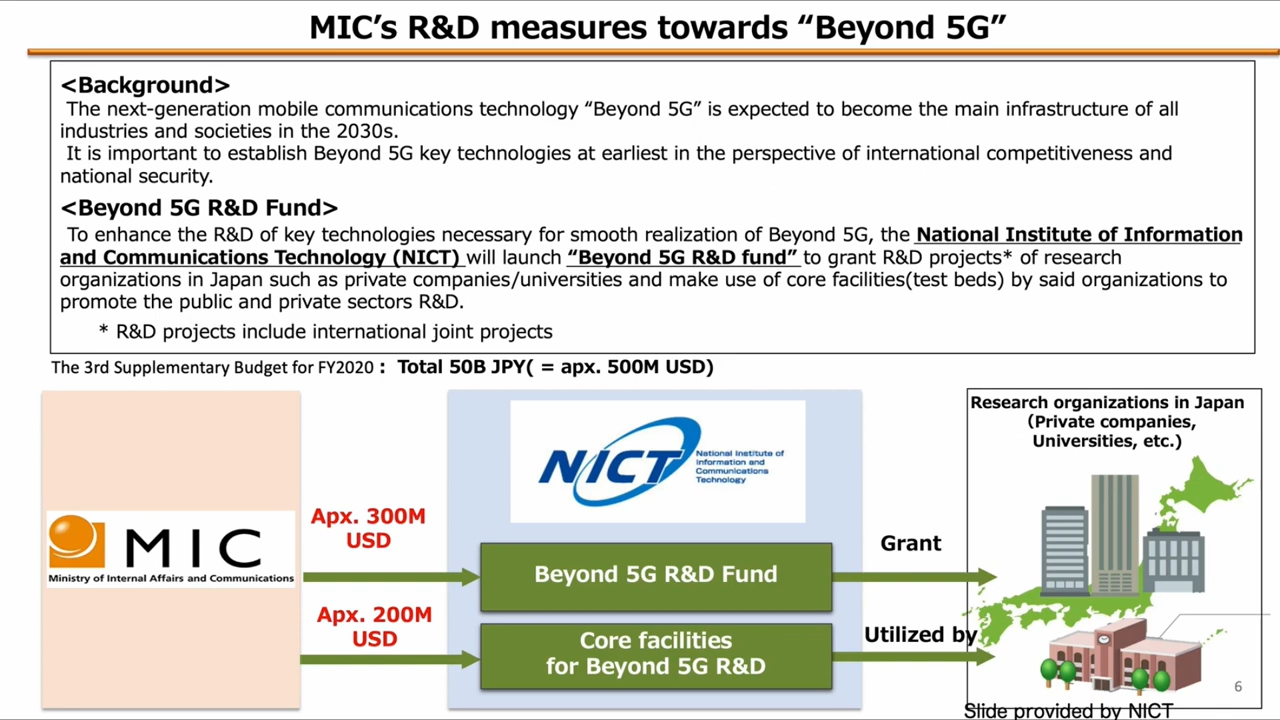 MIC’s R&D measures towards “Beyond 5G”
<Background>
The next-generation mobile communications technology “Beyond 5G” is expected to become the main infrastructure of all
industries and societies in the 2030s.
It is important to establish Beyond 5G key technologies at earliest in the perspective of international competitiveness and
national security.
<Beyond 5G R&D Fund>
To enhance the R&D of key technologies necessary for smooth realization of Beyond 5G, the National Institute of Information
and Communications Technology (NICT) will launch “Beyond 5G R&D fund” to grant R&D projects* of research
organizations in Japan such as private companies/universities and make use of core facilities(test beds) by said organizations to
promote the public and private sectors R&D.
* R&D projects include international joint projects
The 3rd Supplementary Budget for FY2020 : Total 50B JPY( = apx. 500M USD)
MIC
Ministry of Internal Affairs and Communications
Apx. 300M
USD
Apx. 200M
USD
NICT
National Institute of
Information and
Communications
Technology
Beyond 5G R&D Fund
Core facilities
for Beyond 5G R&D
Grant
Utilized by
Research organizations in Japan
(Private companies,
Universities, etc.)
6
Slide provided by NICT